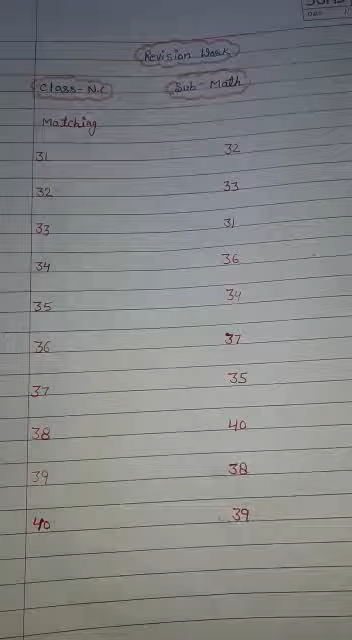 Date
Revision Work
Class-N.C Sub-Math
Matching
31 32
32 33
33 31
34 36
35 34
36 37
37 35
38 40
39 38
40 39